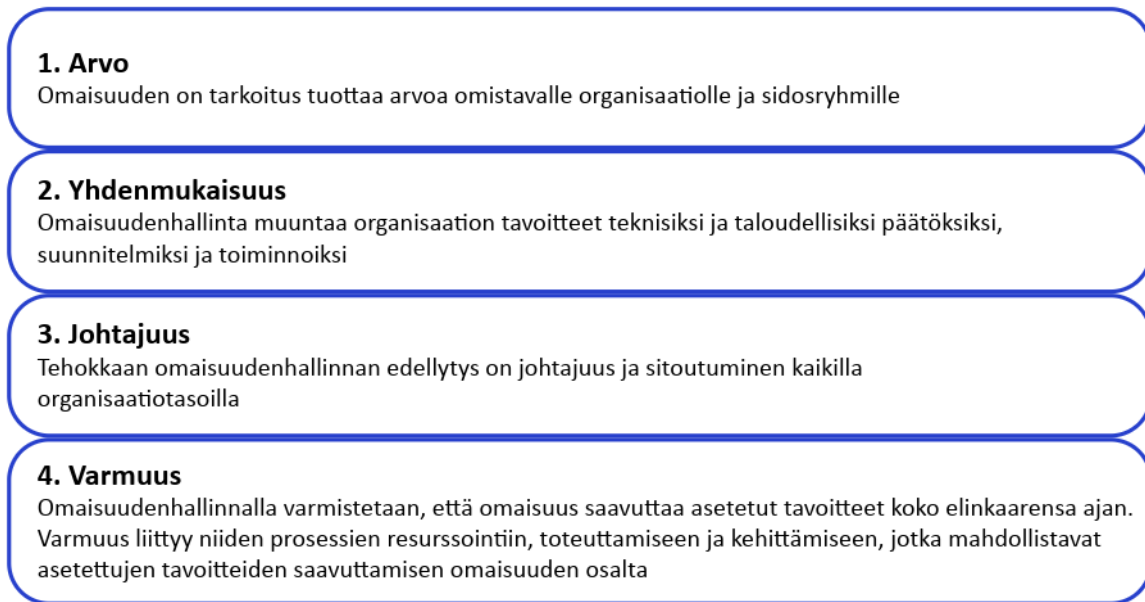 1. Arvo
Omaisuuden on tarkoitus tuottaa arvoa omistavalle organisaatiolle ja sidosryhmille
2. Yhdenmukaisuus
Omaisuudenhallinta muuntaa organisaation tavoitteet teknisiksi ja taloudellisiksi päätöksiksi,
suunnitelmiksi ja toiminnoiksi
3. Johtajuus
Tehokkaan omaisuudenhallinnan edellytys on johtajuus ja sitoutuminen kaikilla
organisaatiotasoilla
4. Varmuus
Omaisuudenhallinnalla varmistetaan, että omaisuus saavuttaa asetetut tavoitteet koko elinkaarensa ajan.
Varmuus liittyy niiden prosessien resurssointiin, toteuttamiseen ja kehittämiseen, jotka mahdollistavat
asetettujen tavoitteiden saavuttamisen omaisuuden osalta